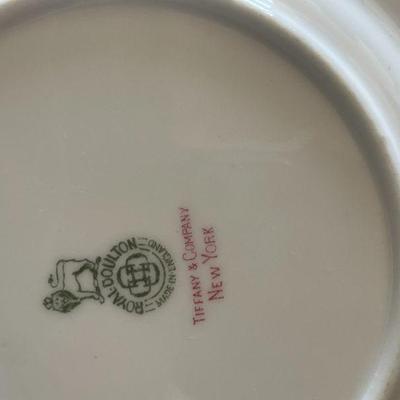 ROYAL·DOULTON
MADE IN ENGLAND
TIFFANY & COMPANY
NEW YORK